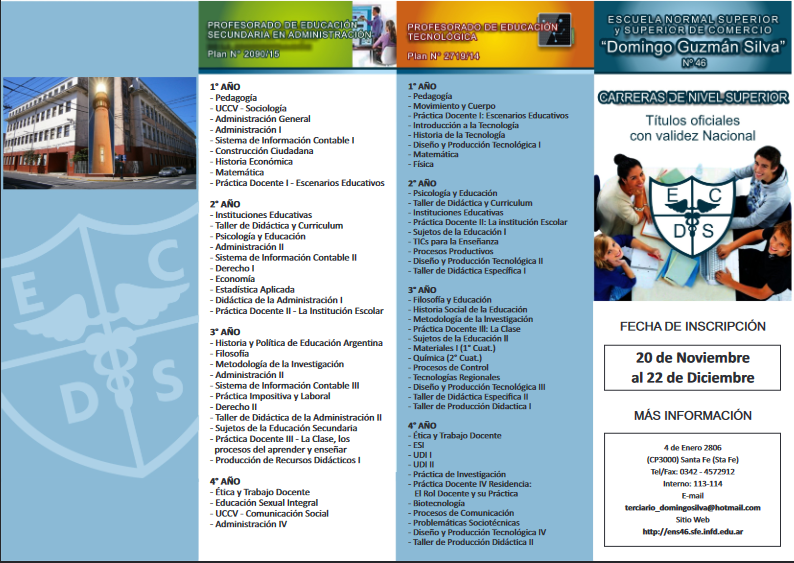 E C
D S
PROFESORADO DE EDUCACIÓN
SECUNDARIA EN ADMINISTRACIÓN
Plan N° 2090/15
1° AÑO
- Pedagogía
- UCCV - Sociología
- Administración General
- Administración I
- Sistema de Información Contable I
- Construcción Ciudadana
- Historia Económica
- Matemática
- Práctica Docente I - Escenarios Educativos
2° AÑO
- Instituciones Educativas
- Taller de Didáctica y Curriculum
- Psicología y Educación
- Administración II
- Sistema de Información Contable II
- Derecho I
- Economía
- Estadística Aplicada
- Didáctica de la Administración I
- Práctica Docente II - La Institución Escolar
3° AÑO
- Historia y Política de Educación Argentina
- Filosofía
- Metodología de la Investigación
- Administración II
- Sistema de Información Contable III
- Práctica Impositiva y Laboral
- Derecho II
- Taller de Didáctica de la Administración II
- Sujetos de la Educación Secundaria
- Práctica Docente III - La Clase, los
procesos del aprender y enseñar
- Producción de Recursos Didácticos I
4° AÑO
- Ética y Trabajo Docente
- Educación Sexual Integral
- UCCV - Comunicación Social
- Administración IV
PROFESORADO DE EDUCACIÓN
TECNOLÓGICA
Plan N° 2719/14
1° AÑO
- Pedagogía
- Movimiento y Cuerpo
- Práctica Docente I: Escenarios Educativos
- Introducción a la Tecnología
- Historia de la Tecnología
- Diseño y Producción Tecnológica I
- Matemática
- Física
2° AÑO
- Psicología y Educación
- Taller de Didáctica y Curriculum
- Instituciones Educativas
- Práctica Docente II: La institución Escolar
- Sujetos de la Educación I
- TICs para la Enseñanza
- Procesos Productivos
- Diseño y Producción Tecnológica II
- Taller de Didáctica Específica I
3° AÑO
- Filosofía y Educación
- Historia Social de la Educación
- Metodología de la Investigación
- Práctica Docente III: La Clase
- Sujetos de la Educación II
- Materiales I (1° Cuat.)
- Química (2° Cuat.)
- Procesos de Control
- Tecnologías Regionales
- Diseño y Producción Tecnológica III
- Taller de Didáctica Especifica II
- Taller de Producción Didactica I
4° AÑO
- Ética y Trabajo Docente
- ESI
- UDI I
- UDI II
- Práctica de Investigación
- Práctica Docente IV Residencia:
El Rol Docente y su Práctica
- Biotecnología
- Procesos de Comunicación
- Problemáticas Sociotécnicas
- Diseño y Producción Tecnológica IV
- Taller de Producción Didáctica II
ESCUELA NORMAL SUPERIOR
y SUPERIOR DE COMERCIO
"Domingo Guzmán Silva"
Nº 46
CARRERAS DE NIVEL SUPERIOR
Títulos oficiales
con validez Nacional
E C
D S
FECHA DE INSCRIPCIÓN
20 de Noviembre
al 22 de Diciembre
MÁS INFORMACIÓN
4 de Enero 2806
(CP3000) Santa Fe (Sta Fe)
Tel/Fax: 0342 - 4572912
Interno: 113-114
E-mail
terciario_domingosilva@hotmail.com
Sitio Web
http://ens46.sfe.infd.edu.ar